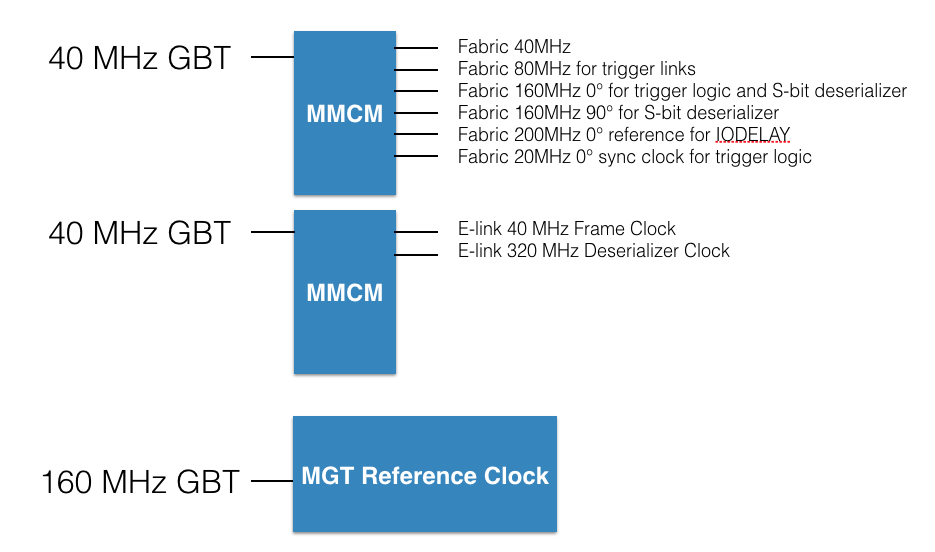 40 MHz GBT
MMCM
Fabric 40MHz
Fabric 80MHz for trigger links
Fabric 160MHz 0° for trigger logic and S-bit deserializer
Fabric 160MHz 90° for S-bit deserializer
Fabric 200MHz 0° reference for IODELAY
Fabric 20MHz 0° sync clock for trigger logic
40 MHz GBT
MMCM
E-link 40 MHz Frame Clock
E-link 320 MHz Deserializer Clock
160 MHz GBT
MGT Reference Clock